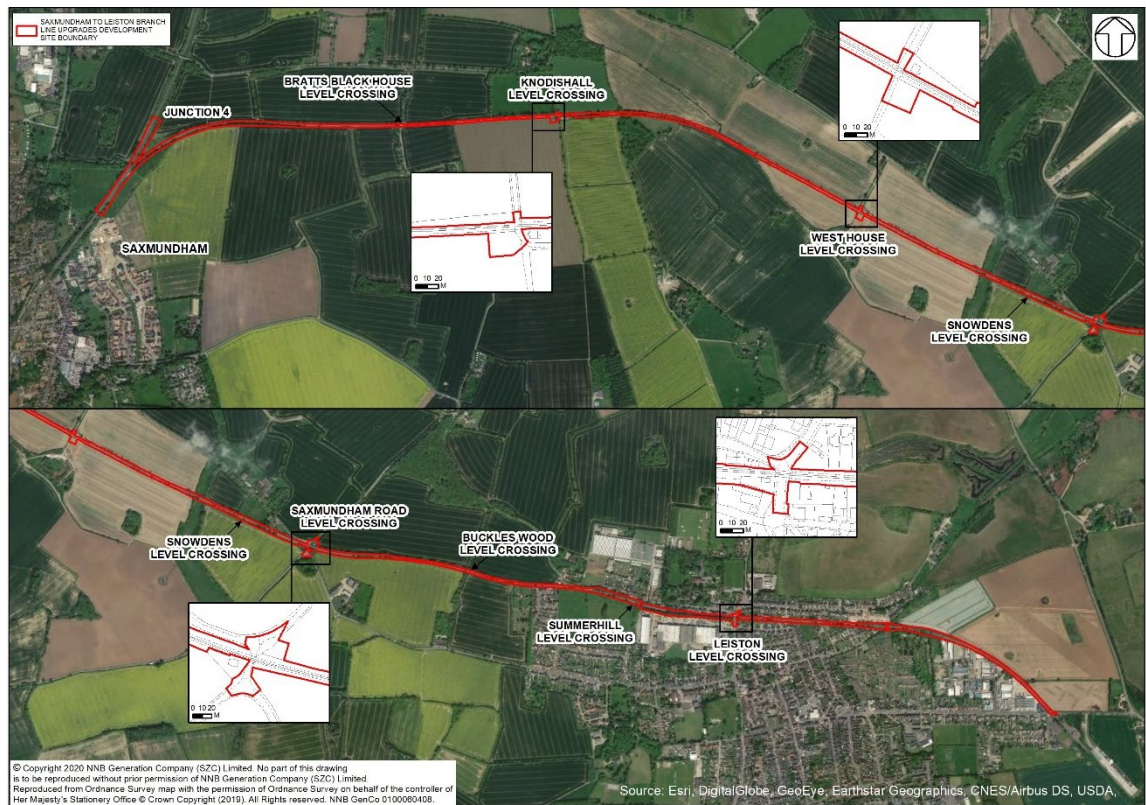 SAXMUNDHAM TO LEISTON BRANCH
LINE UPGRADES DEVELOPMENT
SITE BOUNDARY
JUNCTION 4
BRATTS BLACK HOUSE
LEVEL CROSSING
KNODISHALL
LEVEL CROSSING
0 10 20
M
0 10 20
M
SAXMUNDHAM
WEST HOUSE
LEVEL CROSSING
SNOWDENS
LEVEL CROSSING
SNOWDENS
LEVEL CROSSING
SAXMUNDHAM ROAD
LEVEL CROSSING
BUCKLES WOOD
LEVEL CROSSING
0 10 20
M
SUMMERHILL
LEVEL CROSSING
LEISTON
LEVEL CROSSING
0 10 20
M
© Copyright 2020 NNB Generation Company (SZC) Limited. No part of this drawing
is to be reproduced without prior permission of NNB Generation Company (SZC) Limited.
Reproduced from Ordnance Survey map with the permission of Ordnance Survey on behalf of the controller of
Her Majesty's Stationery Office © Crown Copyright (2019). All Rights reserved. NNB GenCo 0100060408.
Source: Esri, DigitalGlobe, GeoEye, Earthstar Geographics, CNES/Airbus DS, USDA,